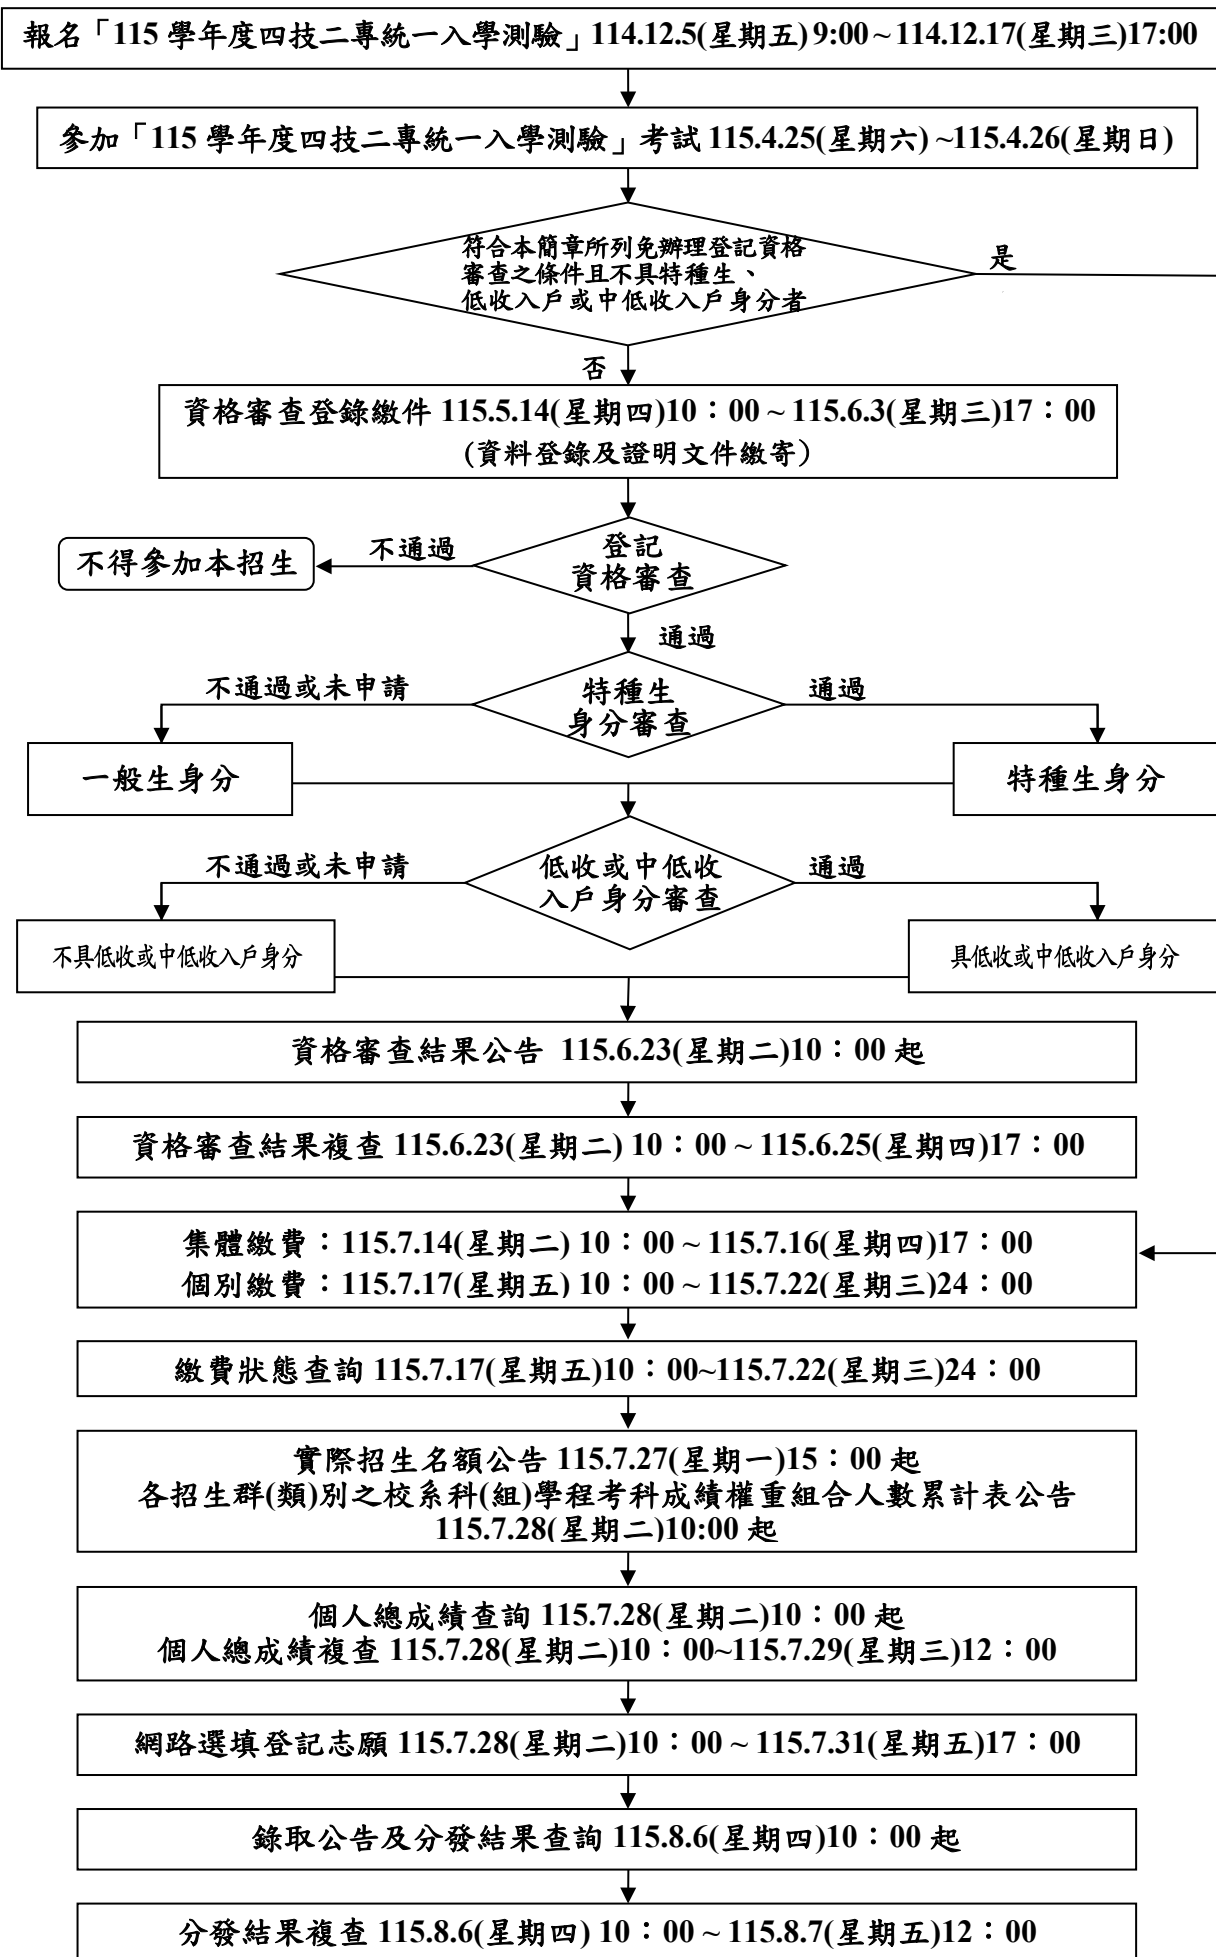 報名「115 學年度四技二專統一入學測驗」114.12.5(星期五) 9:00 ~ 114.12.17(星期三)17:00
參加「115 學年度四技二專統一入學測驗」考試 115.4.25(星期六) ~115.4.26(星期日)
符合本簡章所列免辦理登記資格
審查之條件且不具特種生、
低收入戶或中低收入戶身分者
是
否
資格審查登錄繳件 115.5.14(星期四)10：00 ~ 115.6.3(星期三)17：00
(資料登錄及證明文件繳寄)
登記
資格審查
不通過
不得參加本招生
通過
特種生
身分審查
不通過或未申請
通過
一般生身分
特種生身分
低收或中低收
入戶身分審查
不通過或未申請
通過
不具低收或中低收入戶身分
具低收或中低收入戶身分
資格審查結果公告 115.6.23(星期二)10：00 起
資格審查結果複查 115.6.23(星期二) 10：00 ~ 115.6.25(星期四)17：00
集體繳費：115.7.14(星期二) 10：00 ~ 115.7.16(星期四)17：00
個別繳費：115.7.17(星期五) 10：00 ~ 115.7.22(星期三)24：00
繳費狀態查詢 115.7.17(星期五)10：00~115.7.22(星期三)24：00
實際招生名額公告 115.7.27(星期一)15：00 起
各招生群(類)別之校系科(組)學程考科成績權重組合人數累計表公告
115.7.28(星期二)10:00 起
個人總成績查詢 115.7.28(星期二)10：00 起
個人總成績複查 115.7.28(星期二)10：00~115.7.29(星期三)12：00
網路選填登記志願 115.7.28(星期二)10：00 ~ 115.7.31(星期五)17：00
錄取公告及分發結果查詢 115.8.6(星期四)10：00 起
分發結果複查 115.8.6(星期四) 10：00 ~ 115.8.7(星期五)12：00